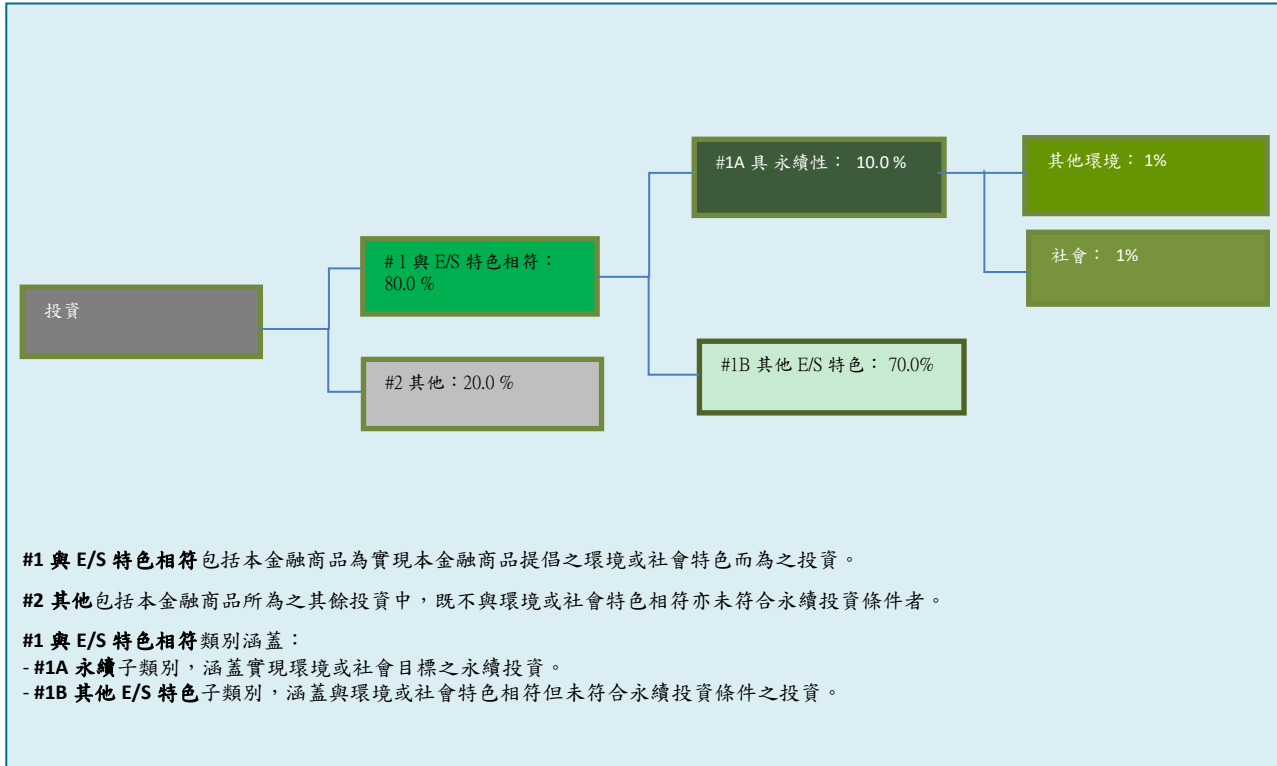 #1A 具 永續性： 10.0 %
其他環境： 1%
社會： 1%
# 1 與 E/S 特色相符：
80.0 %
投資
#2 其他：20.0 %
#1B 其他 E/S 特色： 70.0%
#1 與 E/S 特色相符包括本金融商品為實現本金融商品提倡之環境或社會特色而為之投資。
#2 其他包括本金融商品所為之其餘投資中，既不與環境或社會特色相符亦未符合永續投資條件者。
#1 與 E/S 特色相符類別涵蓋：
- #1A 永續子類別，涵蓋實現環境或社會目標之永續投資。
- #1B 其他 E/S 特色子類別，涵蓋與環境或社會特色相符但未符合永續投資條件之投資。